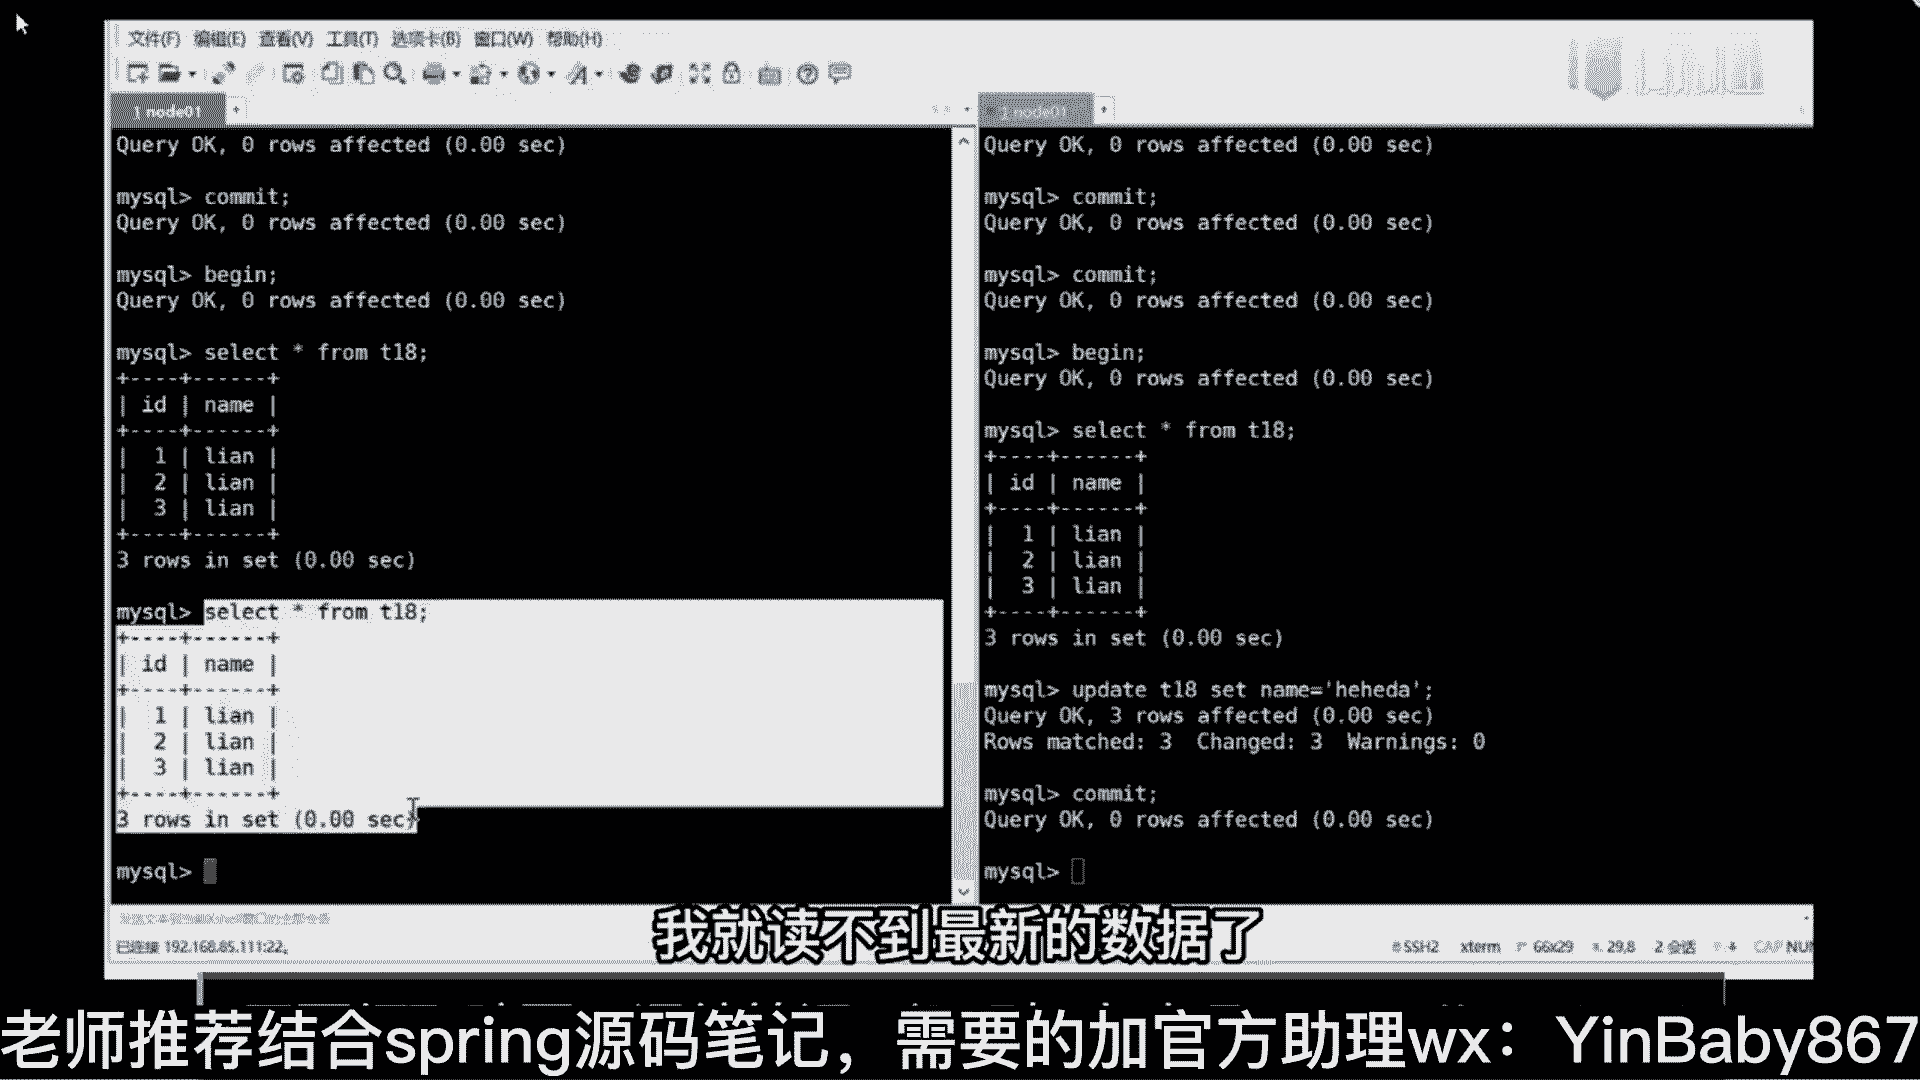 文件(F) 编辑(E) 查看(V) 工具(T) 选项卡(B) 窗口(W) 帮助(H)
1 node01
Query OK, 0 rows affected (0.00 sec)
mysql> commit;
Query OK, 0 rows affected (0.00 sec)
mysql> begin;
Query OK, 0 rows affected (0.00 sec)
mysql> select * from t18;
+----+------+
| id | name |
+----+------+
| 1 | lian |
| 2 | lian |
| 3 | lian |
+----+------+
3 rows in set (0.00 sec)
mysql> select * from t18;
+----+------+
| id | name |
+----+------+
| 1 | lian |
| 2 | lian |
| 3 | lian |
+----+------+
3 rows in set (0.00 sec)
mysql>
1 node01
Query OK, 0 rows affected (0.00 sec)
mysql> commit;
Query OK, 0 rows affected (0.00 sec)
mysql> commit;
Query OK, 0 rows affected (0.00 sec)
mysql> begin;
Query OK, 0 rows affected (0.00 sec)
mysql> select * from t18;
+----+------+
| id | name |
+----+------+
| 1 | lian |
| 2 | lian |
| 3 | lian |
+----+------+
3 rows in set (0.00 sec)
mysql> update t18 set name='heheda';
Query OK, 3 rows affected (0.00 sec)
Rows matched: 3 Changed: 3 Warnings: 0
mysql> commit;
Query OK, 0 rows affected (0.00 sec)
mysql>
我就读不到最新的数据了
已连接 192.168.85.111:22。
SSH2 xterm 66x29 29,8 2 会话 CAP NUM
老师推荐结合spring源码笔记，需要的加官方助理wx：YinBaby867